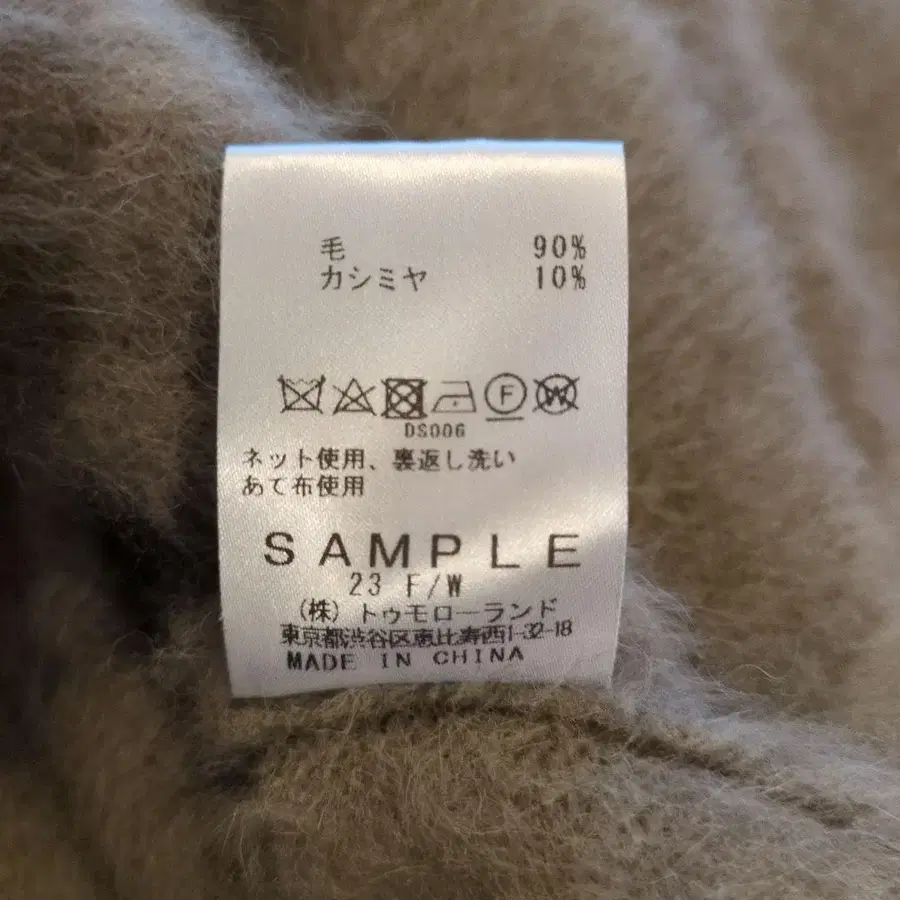 毛 90%
カシミヤ 10%
F W
DS006
ネット使用、裏返し洗い
あて布使用
SAMPLE
23 F/W
(株) トゥモローランド
東京都渋谷区恵比寿西1-32-18
MADE IN CHINA